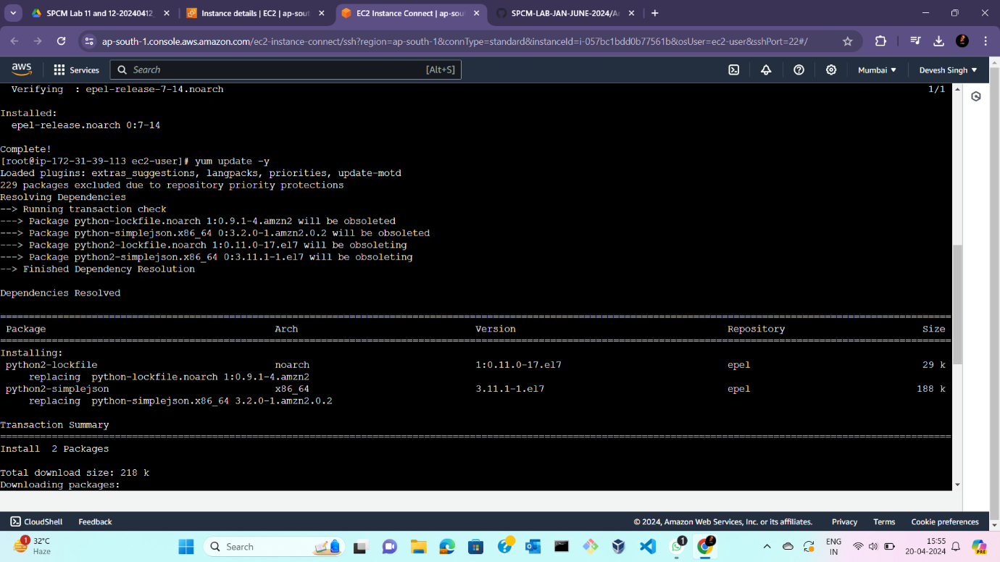 SPCM Lab 11 and 12-20240412_
Instance details | EC2 | ap-sout
EC2 Instance Connect | ap-sou
SPCM-LAB-JAN-JUNE-2024/A
ap-south-1.console.aws.amazon.com/ec2-instance-connect/ssh?region=ap-south-1&connType=standard&instanceId=i-057bc1bdd0b77561b&osUser=ec2-user&sshPort=22#/
aws Services Search [Alt+S] Mumbai Devesh Singh
Verifying : epel-release-7-14.noarch 1/1
Installed:
epel-release.noarch 0:7-14
Complete!
[root@ip-172-31-39-113 ec2-user]# yum update -y
Loaded plugins: extras_suggestions, langpacks, priorities, update-motd
229 packages excluded due to repository priority protections
Resolving Dependencies
--> Running transaction check
---> Package python-lockfile.noarch 1:0.9.1-4.amzn2 will be obsoleted
---> Package python-simplejson.x86_64 0:3.2.0-1.amzn2.0.2 will be obsoleted
---> Package python2-lockfile.noarch 1:0.11.0-17.el7 will be obsoleting
---> Package python2-simplejson.x86_64 0:3.11.1-1.el7 will be obsoleting
--> Finished Dependency Resolution
Dependencies Resolved
Package Arch Version Repository Size
Installing:
python2-lockfile noarch 1:0.11.0-17.el7 epel 29 k
replacing python-lockfile.noarch 1:0.9.1-4.amzn2
python2-simplejson x86_64 3.11.1-1.el7 epel 188 k
replacing python-simplejson.x86_64 3.2.0-1.amzn2.0.2
Transaction Summary
Install 2 Packages
Total download size: 218 k
Downloading packages:
CloudShell Feedback © 2024, Amazon Web Services, Inc. or its affiliates. Privacy Terms Cookie preferences
1 32°C
Haze
Search
1
ENG
IN
15:55
20-04-2024
PRE